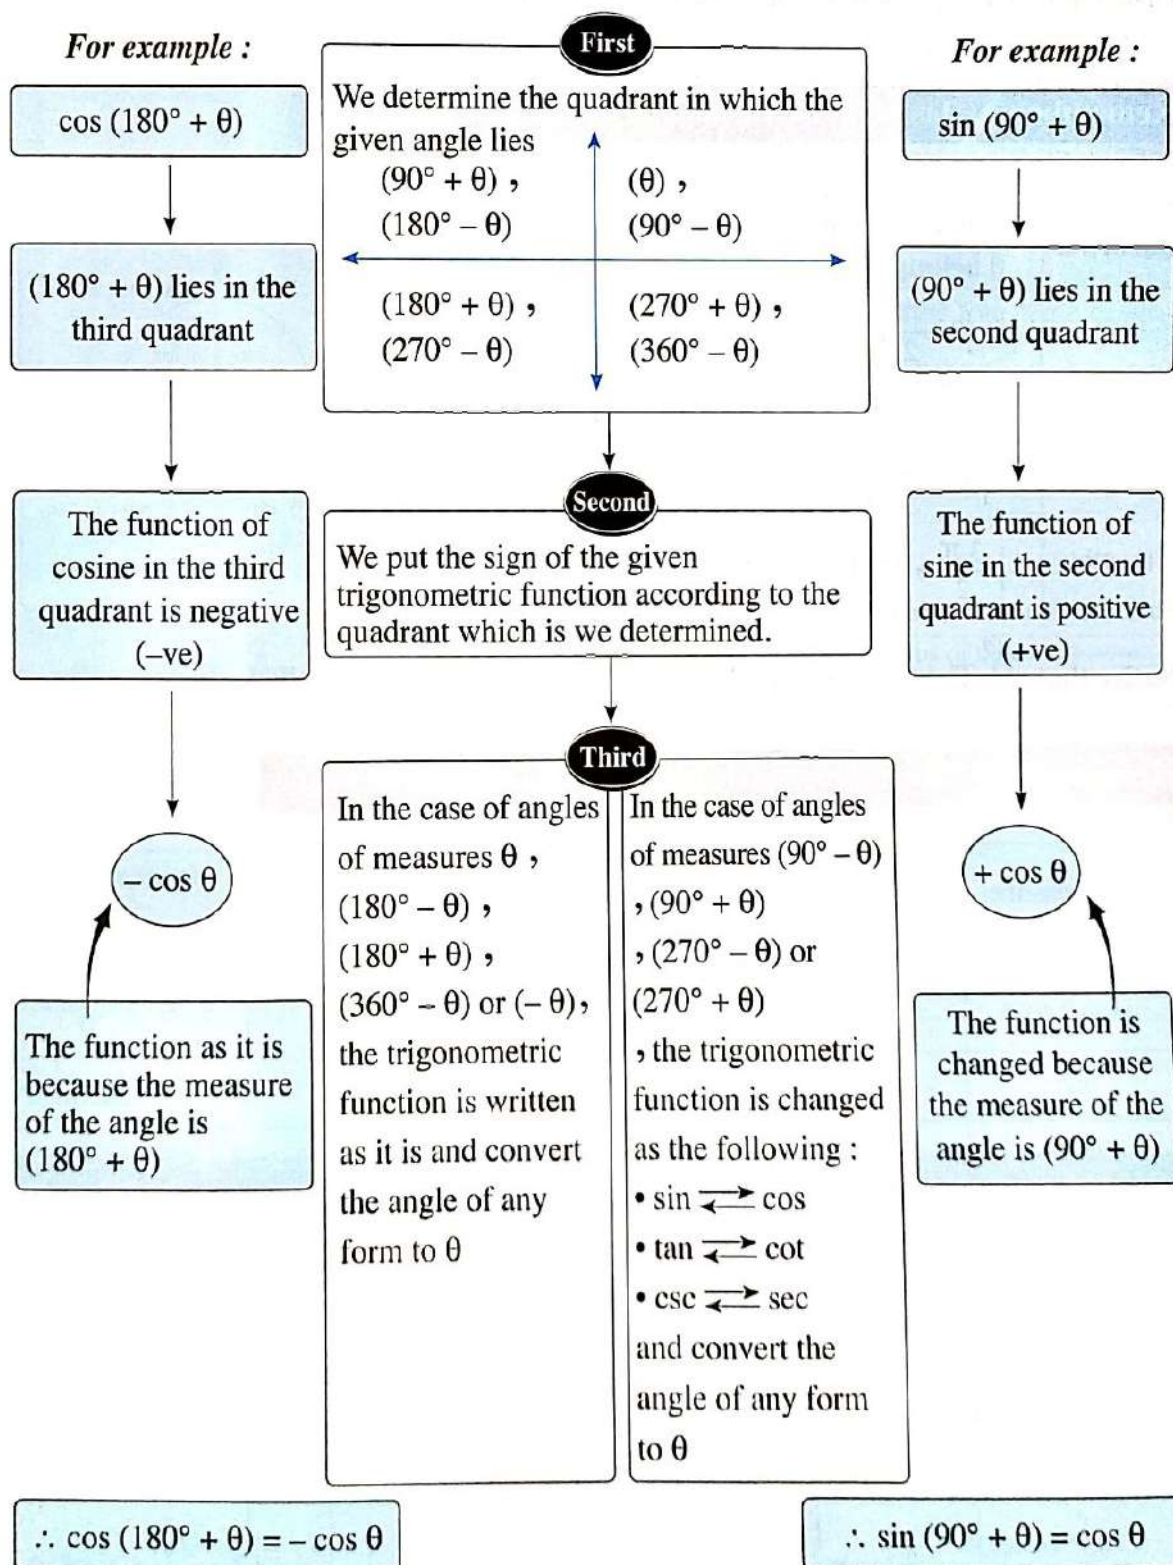 For example :
cos (180° + θ)
(180° + θ) lies in the
third quadrant
The function of
cosine in the third
quadrant is negative
(–ve)
– cos θ
The function as it is
because the measure
of the angle is
(180° + θ)
∴ cos (180° + θ) = – cos θ
First
We determine the quadrant in which the
given angle lies
(90° + θ) ,
(180° – θ)
(θ) ,
(90° – θ)
(180° + θ) ,
(270° – θ)
(270° + θ) ,
(360° – θ)
Second
We put the sign of the given
trigonometric function according to the
quadrant which is we determined.
Third
In the case of angles
of measures θ ,
(180° – θ) ,
(180° + θ) ,
(360° – θ) or (– θ),
the trigonometric
function is written
as it is and convert
the angle of any
form to θ
In the case of angles
of measures (90° – θ)
, (90° + θ)
, (270° – θ) or
(270° + θ)
, the trigonometric
function is changed
as the following :
• sin ⇄ cos
• tan ⇄ cot
• csc ⇄ sec
and convert the
angle of any form
to θ
For example :
sin (90° + θ)
(90° + θ) lies in the
second quadrant
The function of
sine in the second
quadrant is positive
(+ve)
+ cos θ
The function is
changed because
the measure of the
angle is (90° + θ)
∴ sin (90° + θ) = cos θ